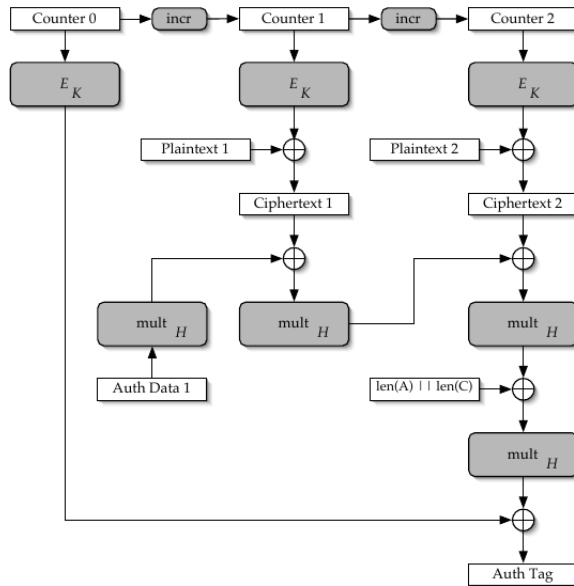 Counter 0 incr Counter 1 incr Counter 2
E K E K E K
Plaintext 1 Plaintext 2
Ciphertext 1 Ciphertext 2
mult H mult H mult H
Auth Data 1 len(A) || len(C)
mult H
Auth Tag